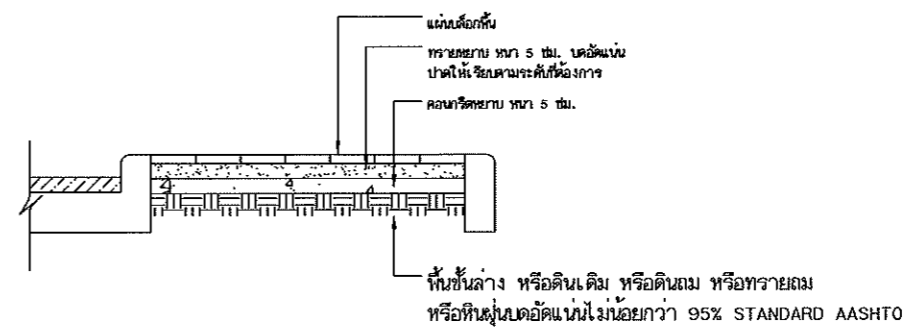 แผ่นบล็อกพื้น
ทรายหยาบ หนา 5 ซม. บดอัดแน่น
ปาดให้เรียบตามระดับที่ต้องการ
คอนกรีตหยาบ หนา 5 ซม.
พื้นชั้นล่าง หรือดินเดิม หรือดินถม หรือทรายถม
หรือหินฝุ่นบดอัดแน่นไม่น้อยกว่า 95% STANDARD AASHTO